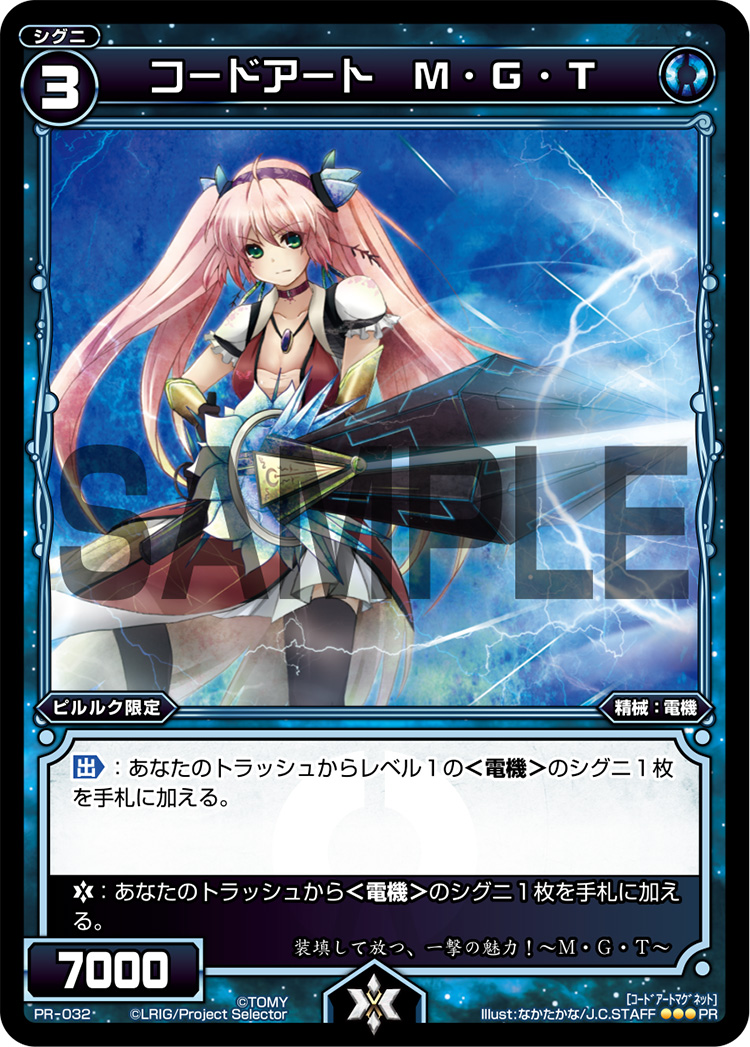 シグニ
3
コードアート M・G・T
SAMPLE
ピルルク限定
精械：電機
出：あなたのトラッシュからレベル１の＜電機＞のシグニ１枚
を手札に加える。
：あなたのトラッシュから＜電機＞のシグニ１枚を手札に加え
る。
装填して放つ、一撃の魅力！～M・G・T～
7000
PR-032
©LRIG/Project Selector
©TOMY
[コードアートマグネット]
Illust:なかたかな/J.C.STAFF
PR